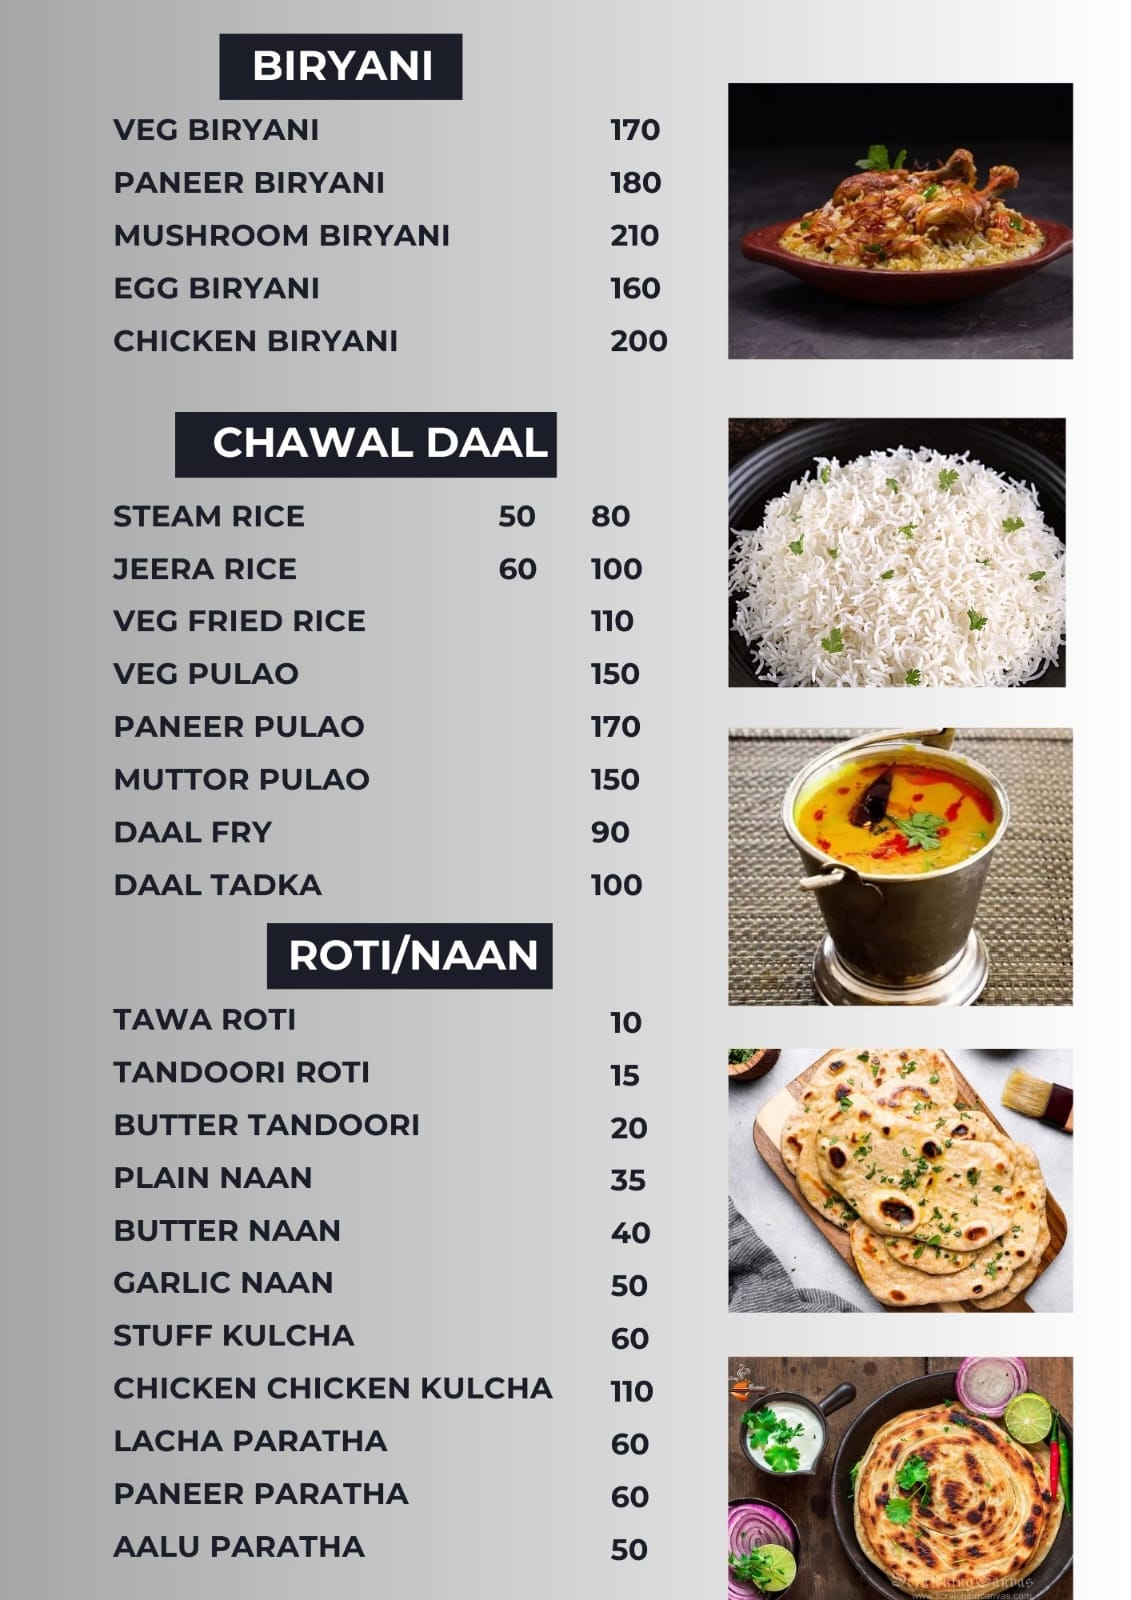 BIRYANI
VEG BIRYANI 170
PANEER BIRYANI 180
MUSHROOM BIRYANI 210
EGG BIRYANI 160
CHICKEN BIRYANI 200
CHAWAL DAAL
STEAM RICE 50 80
JEERA RICE 60 100
VEG FRIED RICE 110
VEG PULAO 150
PANEER PULAO 170
MUTTOR PULAO 150
DAAL FRY 90
DAAL TADKA 100
ROTI/NAAN
TAWA ROTI 10
TANDOORI ROTI 15
BUTTER TANDOORI 20
PLAIN NAAN 35
BUTTER NAAN 40
GARLIC NAAN 50
STUFF KULCHA 60
CHICKEN CHICKEN KULCHA 110
LACHA PARATHA 60
PANEER PARATHA 60
AALU PARATHA 50
ScratchingCanvas
www.scratchingcanvas.com